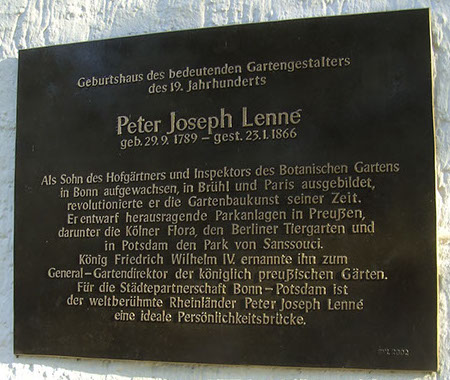 Geburtshaus des bedeutenden Gartengestalters
des 19. Jahrhunderts
Peter Joseph Lenné
geb. 29. 9. 1789 – gest. 23. 1. 1866
Als Sohn des Hofgärtners und Inspektors des Botanischen Gartens
in Bonn aufgewachsen, in Brühl und Paris ausgebildet,
revolutionierte er die Gartenbaukunst seiner Zeit.
Er entwarf herausragende Parkanlagen in Preußen,
darunter die Kölner Flora, den Berliner Tiergarten und
in Potsdam den Park von Sanssouci.
König Friedrich Wilhelm IV. ernannte ihn zum
General-Gartendirektor der königlich preußischen Gärten.
Für die Städtepartnerschaft Bonn-Potsdam ist
der weltberühmte Rheinländer Peter Joseph Lenné
eine ideale Persönlichkeitsbrücke.
2002